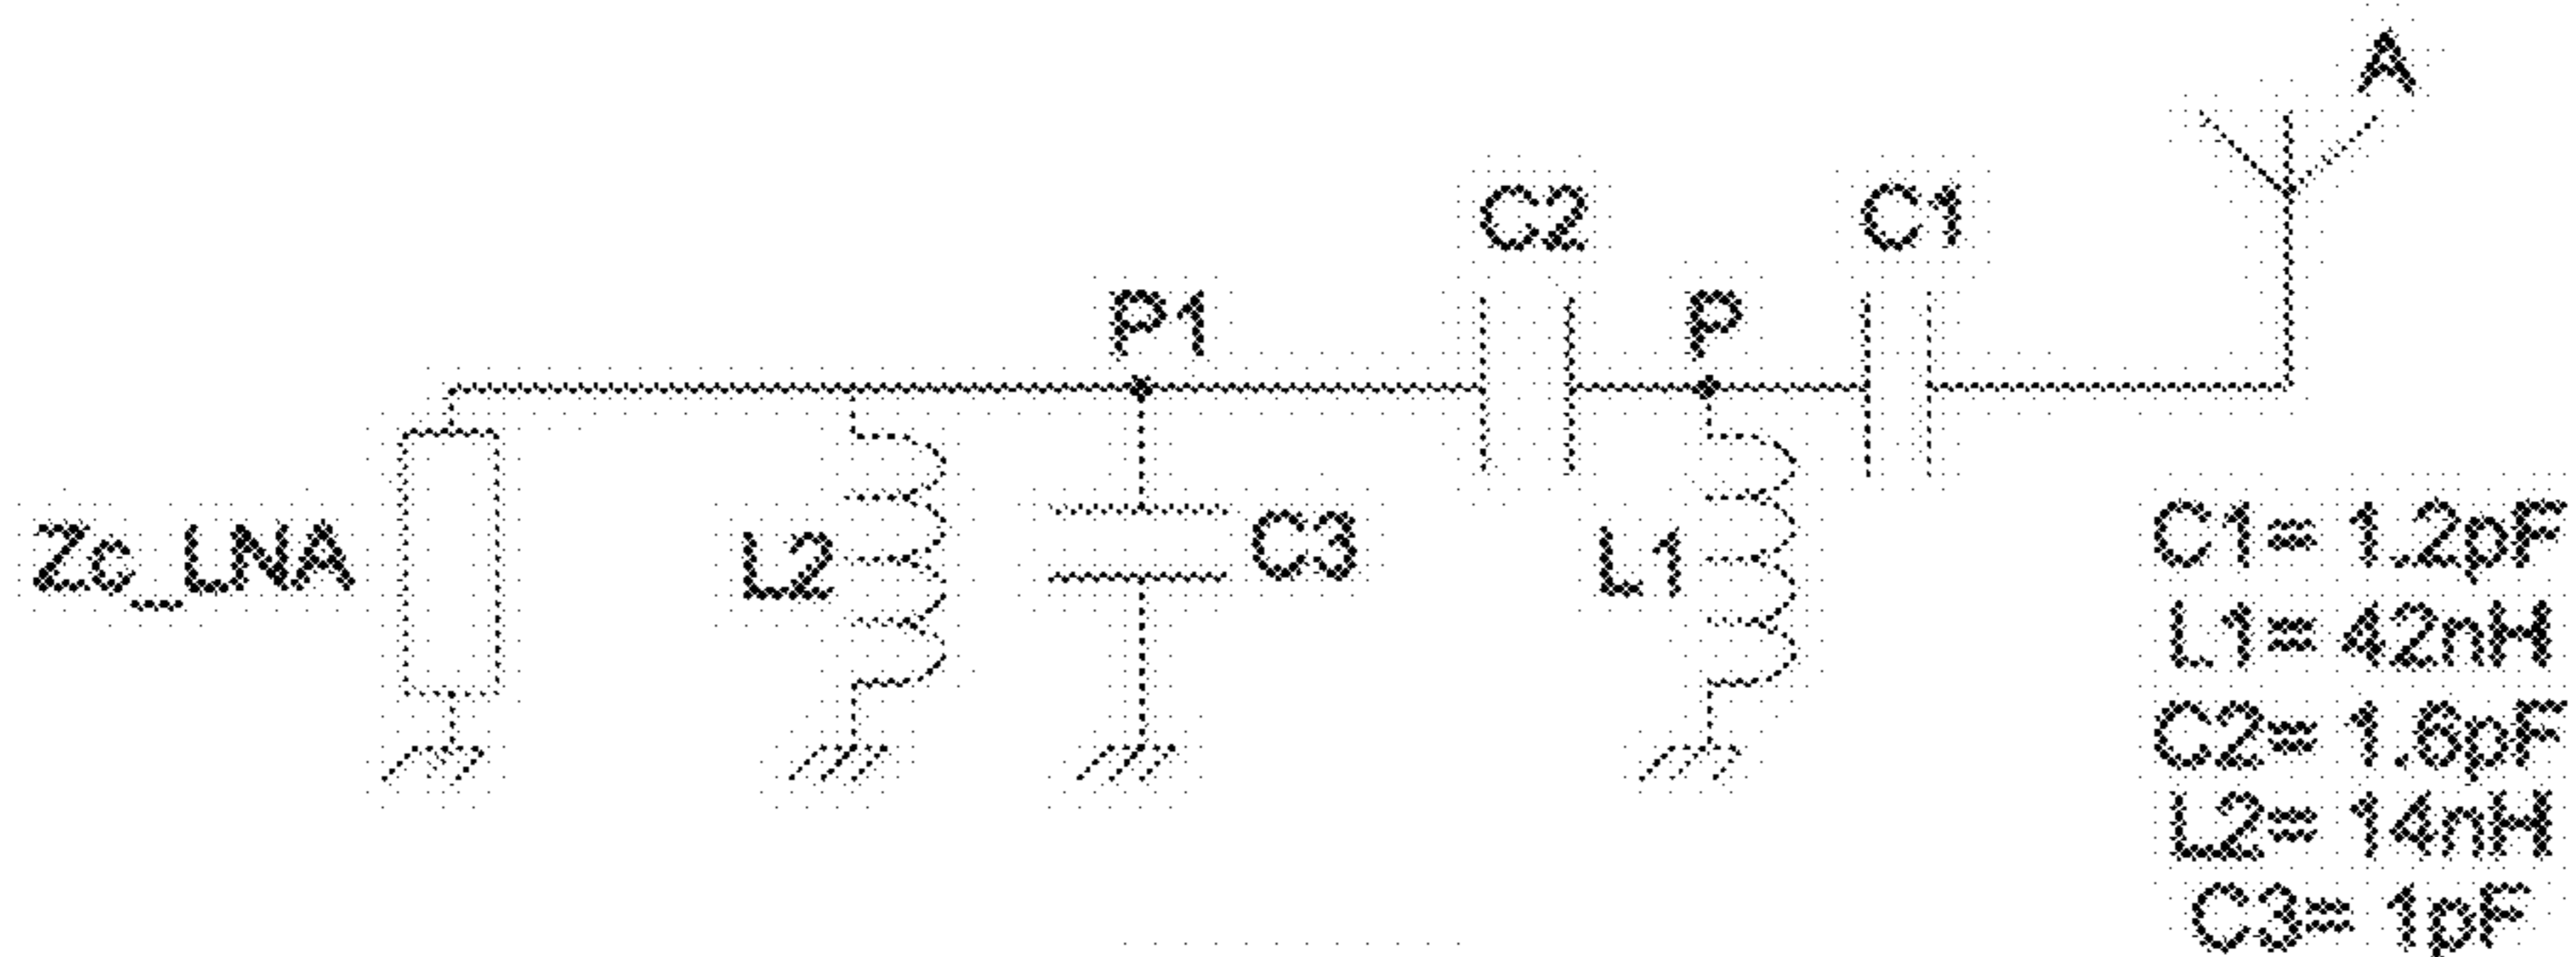 A
C2
C1
P1
P
Zc_LNA
L2
C3
L1
C1= 1.2pF
L1= 42nH
C2= 1.6pF
L2= 14nH
C3= 1pF